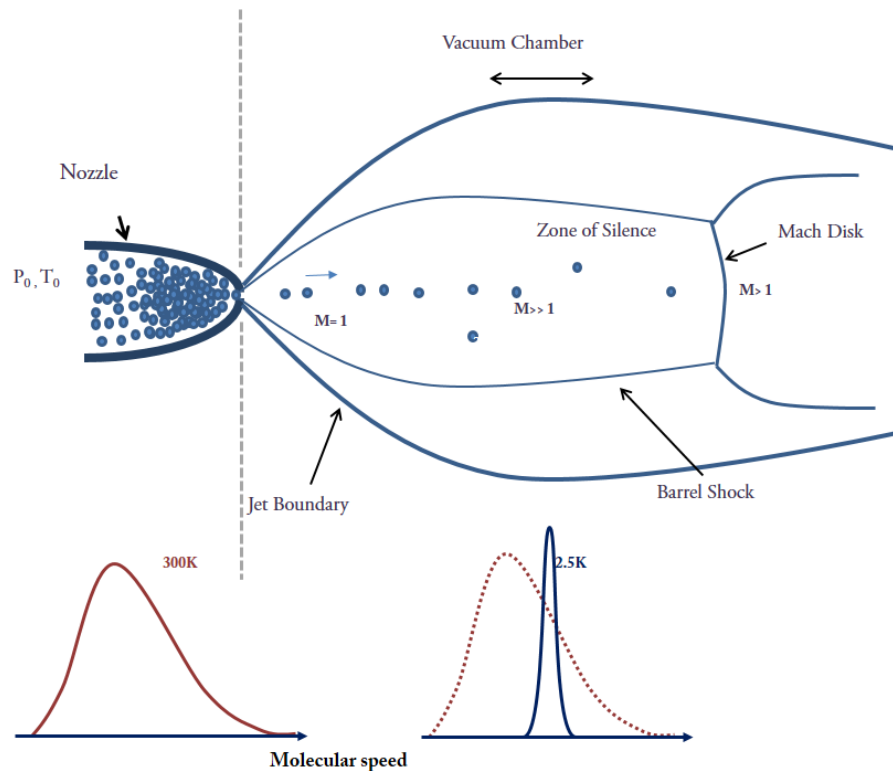 Vacuum Chamber
Nozzle
Zone of Silence
Mach Disk
P₀ , T₀
M= 1
M>> 1
M> 1
Jet Boundary
Barrel Shock
300K
2.5K
Molecular speed